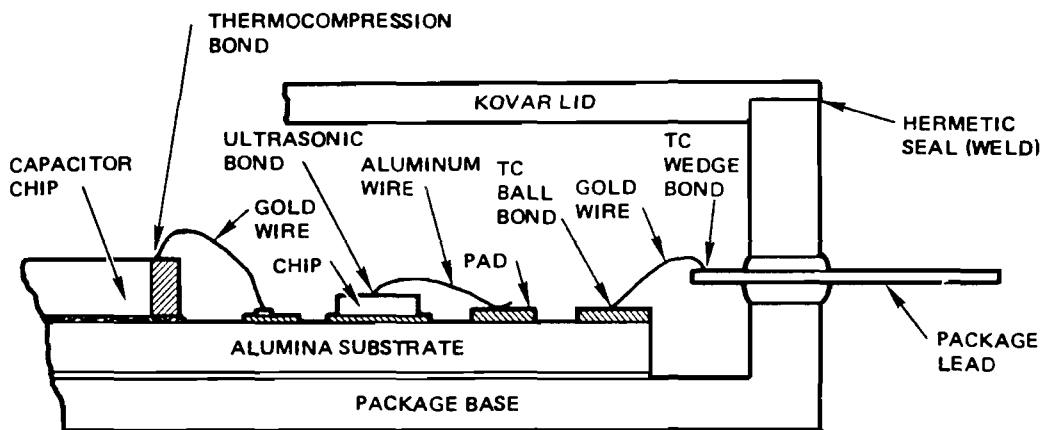 THERMOCOMPRESSION
BOND
KOVAR LID
HERMETIC
SEAL (WELD)
ULTRASONIC
BOND
CAPACITOR
CHIP
ALUMINUM
WIRE
TC
BALL
BOND
GOLD
WIRE
TC
WEDGE
BOND
GOLD
WIRE
CHIP
PAD
PACKAGE
LEAD
ALUMINA SUBSTRATE
PACKAGE BASE